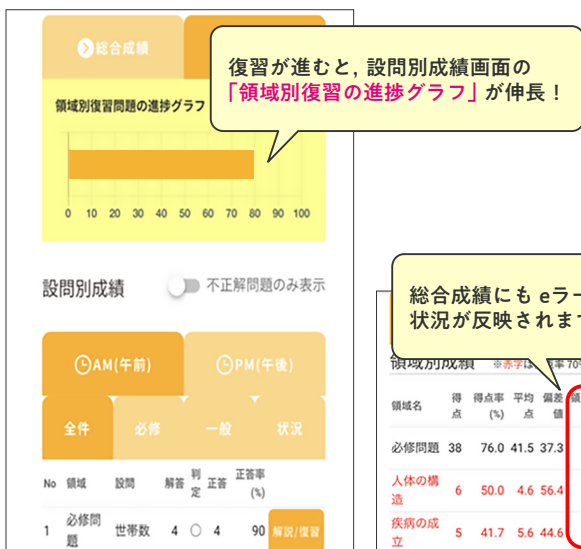 総合成績
復習が進むと,設問別成績画面の
「領域別復習の進捗グラフ」が伸長!
領域別復習問題の進捗グラフ
0 10 20 30 40 50 60 70 80 90 100
設問別成績 不正解問題のみ表示
AM(午前) PM(午後)
全件 必修 一般 状況
No 領域 設問 解答 判定 正答 正答率(%)
1 必修問題 世帯数 4 ○ 4 90 解説/復習
総合成績にも eラー
状況が反映されます
領域別成績 ※赤字は 率 70%
領域名 得点 得点率(%) 平均点 偏差値 領
必修問題 38 76.0 41.5 37.3
人体の構造 6 50.0 4.6 56.4
疾病の成立 5 41.7 5.6 44.6